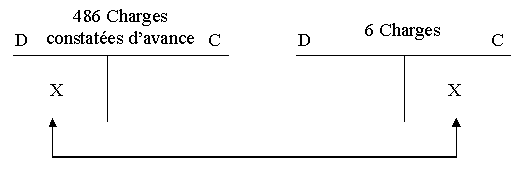 486 Charges
constatées d’avance
D C
6 Charges
D C
X
X